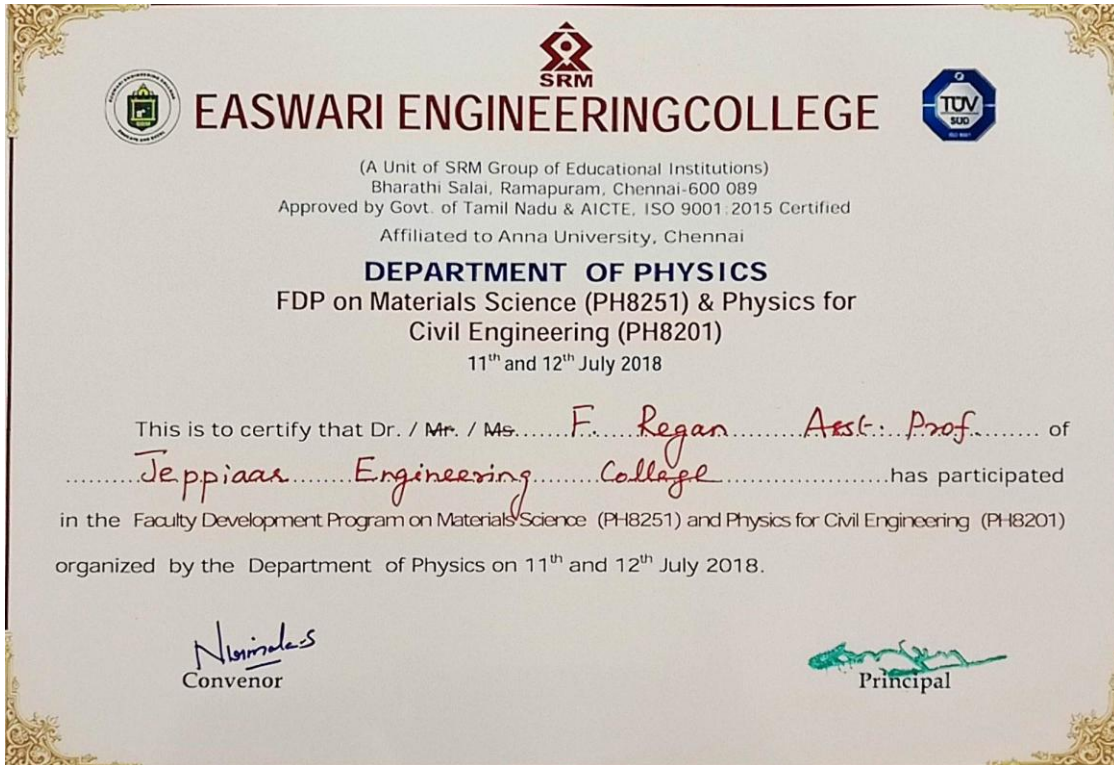 SRM
EASWARI ENGINEERINGCOLLEGE
TÜV
SUD
ISO 9001
(A Unit of SRM Group of Educational Institutions)
Bharathi Salai, Ramapuram, Chennai-600 089
Approved by Govt. of Tamil Nadu & AICTE, ISO 9001:2015 Certified
Affiliated to Anna University, Chennai
DEPARTMENT OF PHYSICS
FDP on Materials Science (PH8251) & Physics for
Civil Engineering (PH8201)
11th and 12th July 2018
This is to certify that Dr. / Mr. / Ms. F. Regan Asst. Prof. of
Jeppiaar Engineering College has participated
in the Faculty Development Program on Materials Science (PH8251) and Physics for Civil Engineering (PH8201)
organized by the Department of Physics on 11th and 12th July 2018.
Convenor
Principal